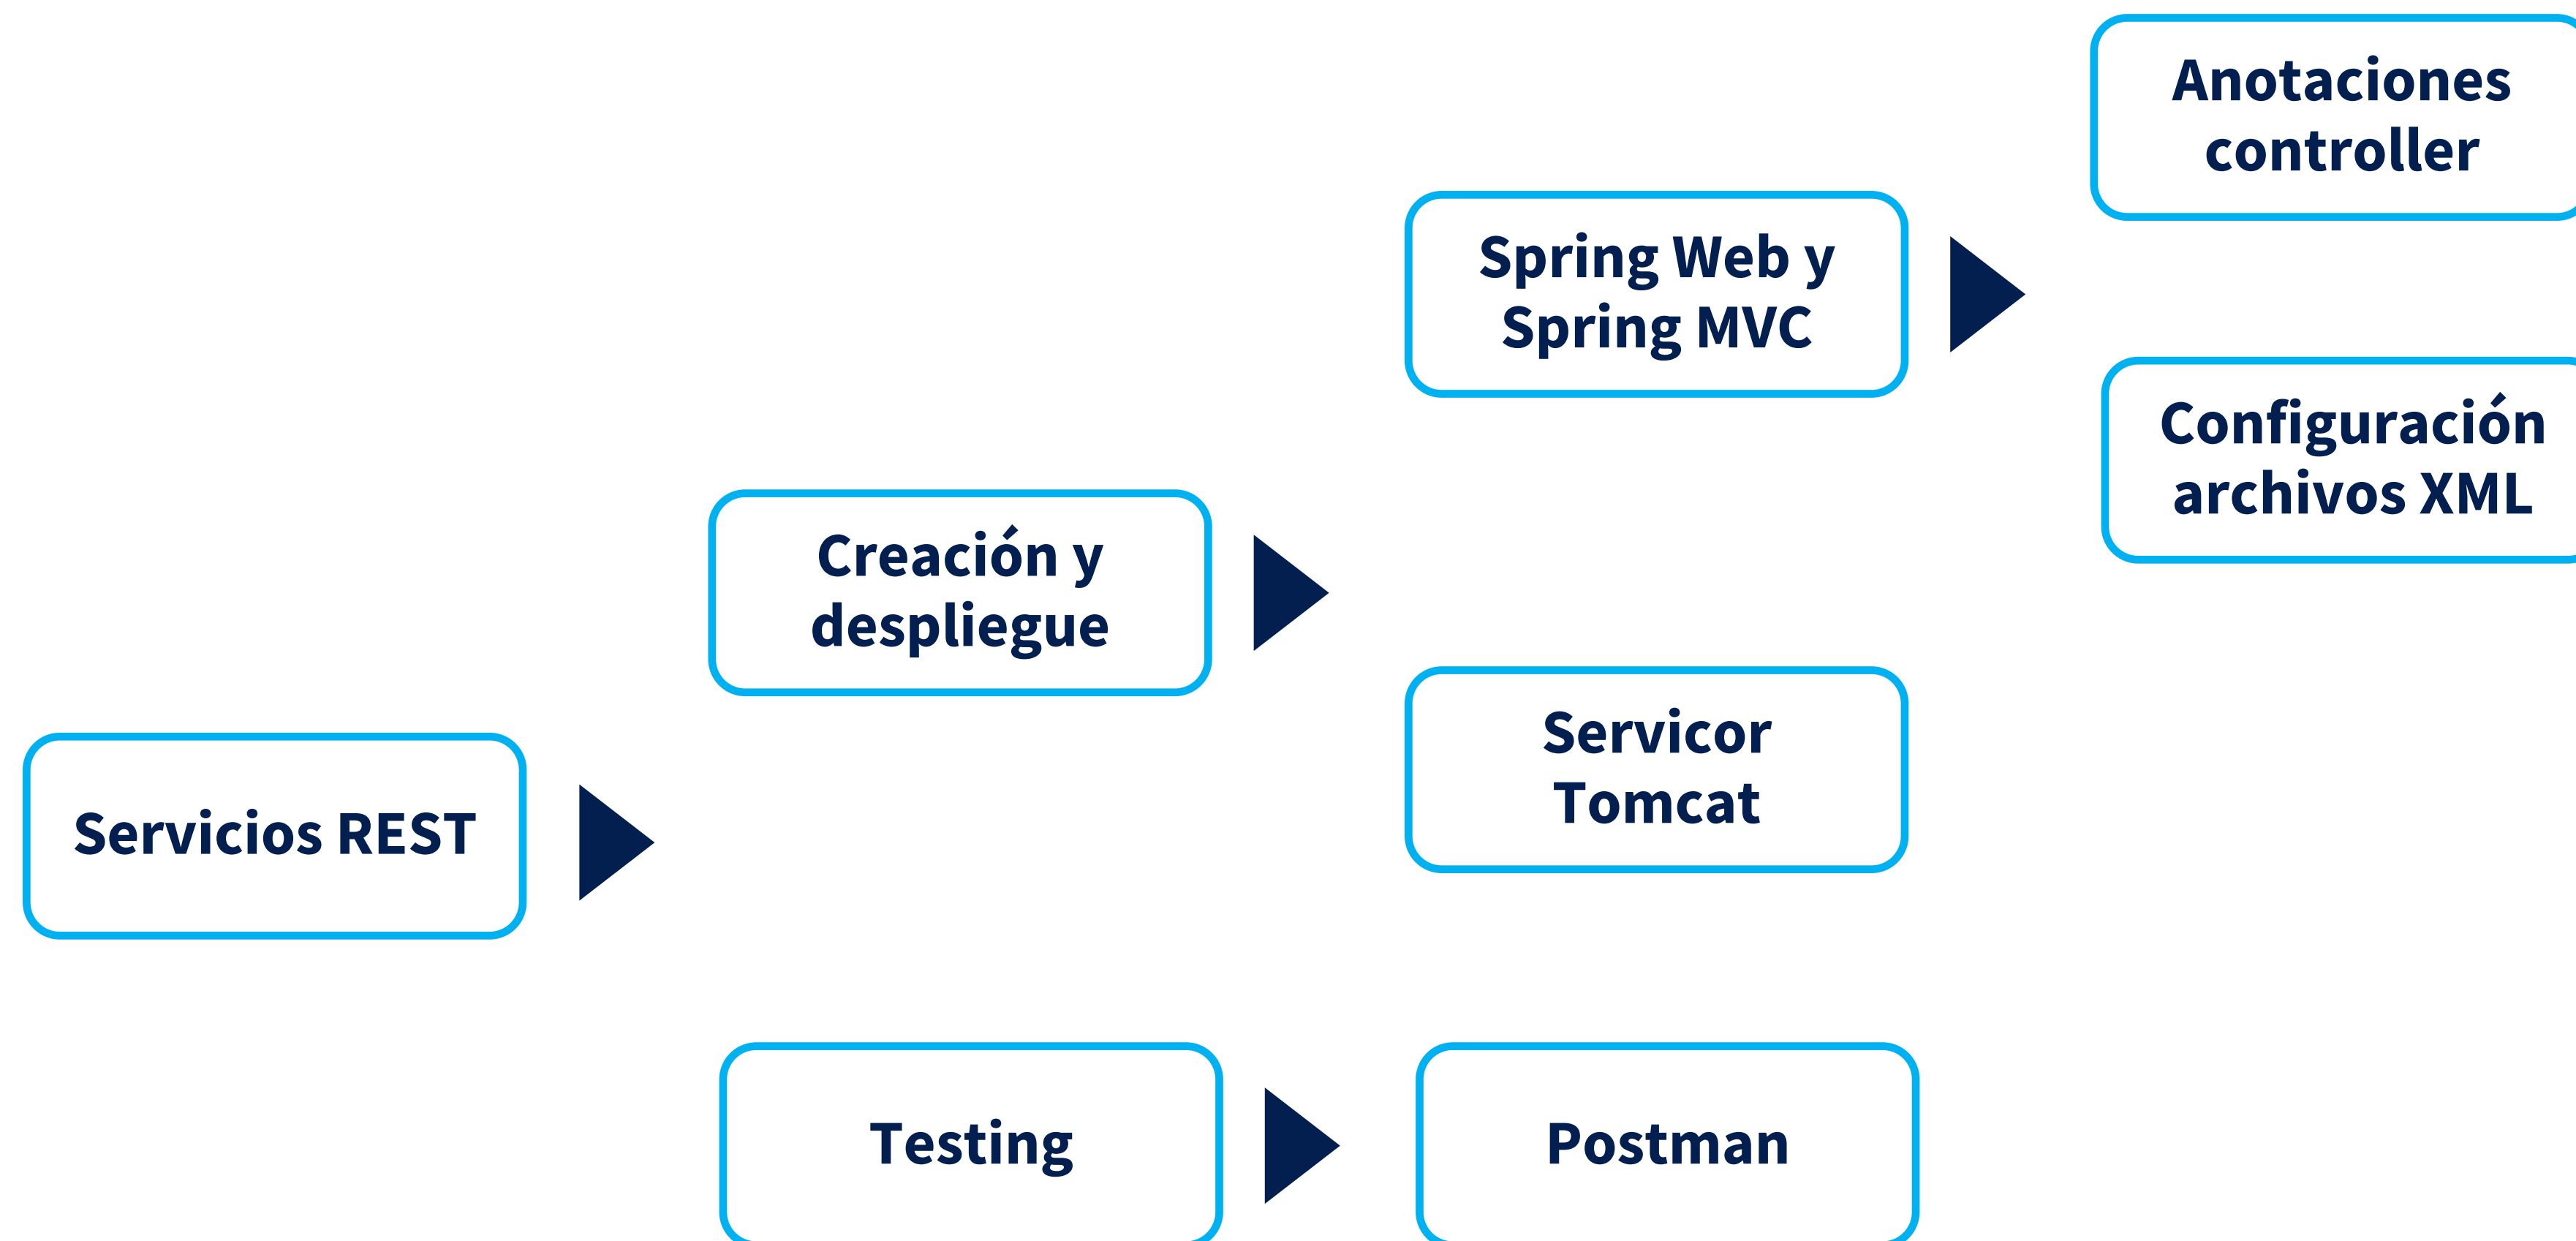 Anotaciones
controller
Spring Web y
Spring MVC
Configuración
archivos XML
Creación y
despliegue
Servicor
Tomcat
Servicios REST
Testing
Postman